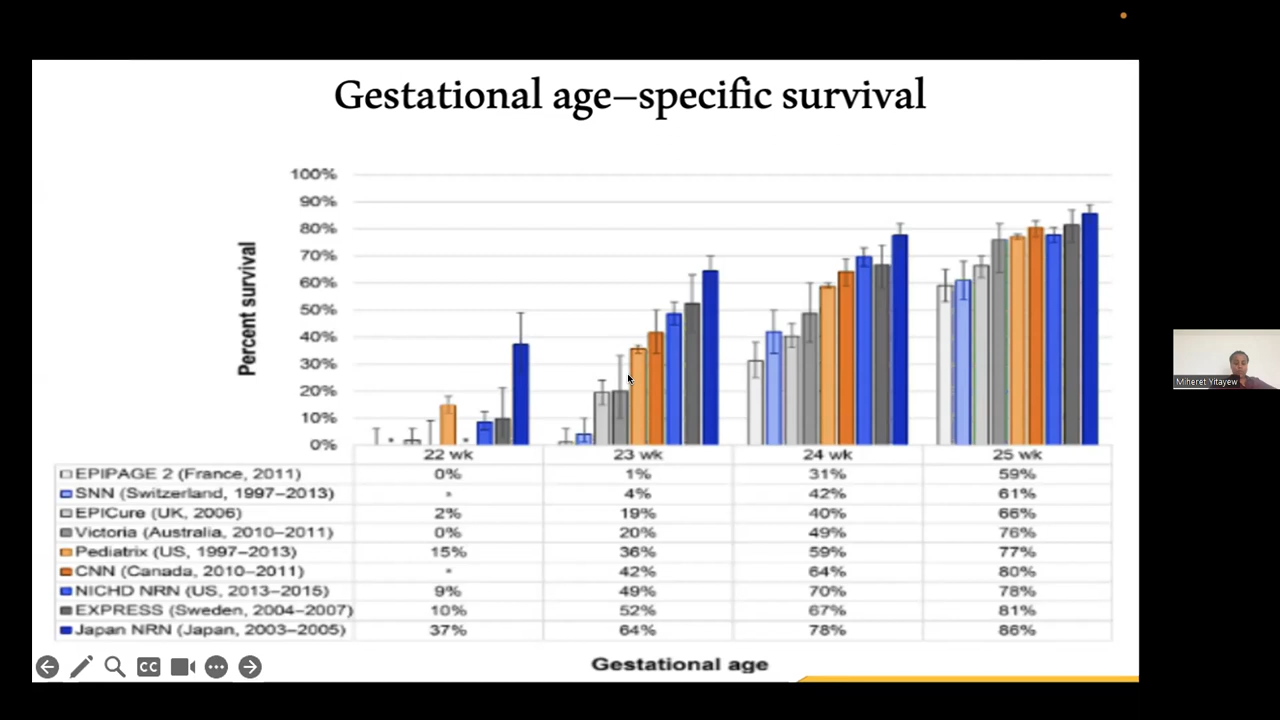 Gestational age–specific survival
100%
90%
80%
70%
60%
50%
40%
30%
20%
10%
0%
Percent survival
22 wk 23 wk 24 wk 25 wk
EPIPAGE 2 (France, 2011) 0% 1% 31% 59%
SNN (Switzerland, 1997–2013) * 4% 42% 61%
EPICure (UK, 2006) 2% 19% 40% 66%
Victoria (Australia, 2010–2011) 0% 20% 49% 76%
Pediatrix (US, 1997–2013) 15% 36% 59% 77%
CNN (Canada, 2010–2011) * 42% 64% 80%
NICHD NRN (US, 2013–2015) 9% 49% 70% 78%
EXPRESS (Sweden, 2004–2007) 10% 52% 67% 81%
Japan NRN (Japan, 2003–2005) 37% 64% 78% 86%
Gestational age
CC
Miheret Yitayew